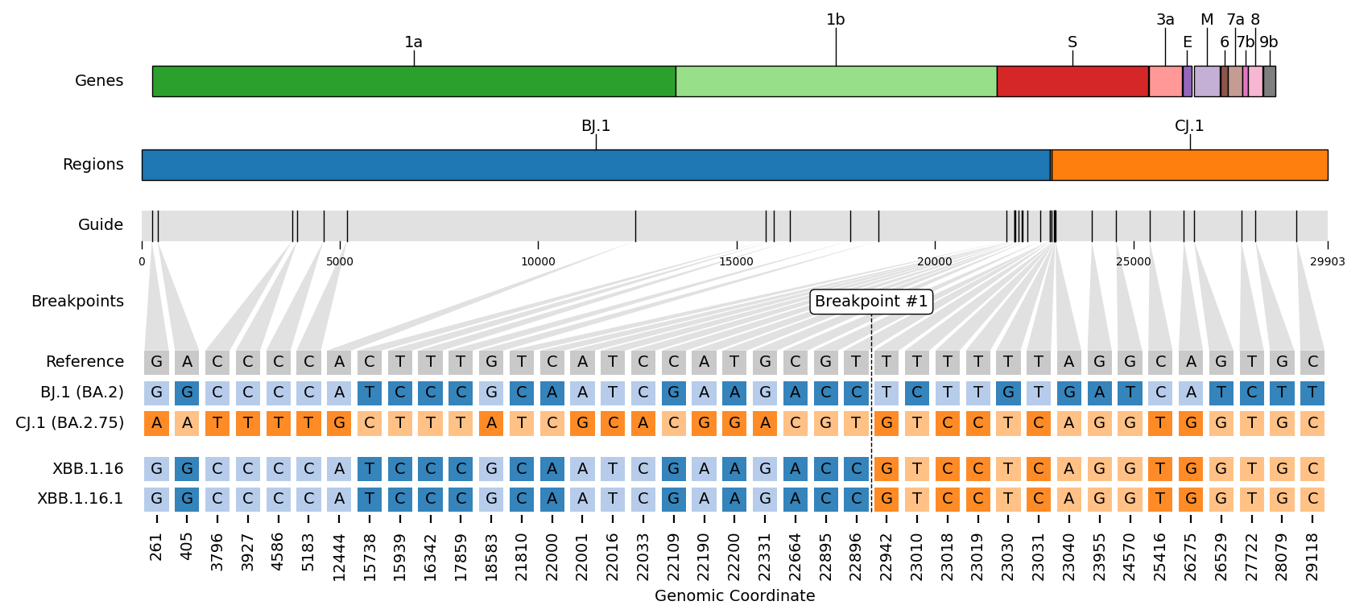 1b 3a M 7a 8
1a S E 6 7b 9b
Genes
BJ.1 CJ.1
Regions
Guide
0 5000 10000 15000 20000 25000 29903
Breakpoints Breakpoint #1
Reference G A C C C C A C T T T G T C A T C C A T G C G T T T T T T T A G G C A G T G C
BJ.1 (BA.2) G G C C C C A T C C C G C A A T C G A A G A C C T C T T G T G A T C A T C T T
CJ.1 (BA.2.75) A A T T T T G C T T T A T C G C A C G G A C G T G T C C T C A G G T G G T G C
XBB.1.16 G G C C C C A T C C C G C A A T C G A A G A C C G T C C T C A G G T G G T G C
XBB.1.16.1 G G C C C C A T C C C G C A A T C G A A G A C C G T C C T C A G G T G G T G C
261 405 3796 3927 4586 5183 12444 15738 15939 16342 17859 18583 21810 22000 22001 22016 22033 22109 22190 22200 22331 22664 22895 22896 22942 23010 23018 23019 23030 23031 23040 23955 24570 25416 26275 26529 27722 28079 29118
Genomic Coordinate